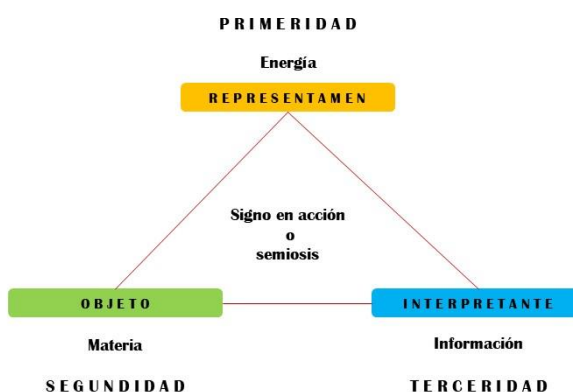 PRIMERIDAD
Energía
REPRESENTAMEN
Signo en acción
o
semiosis
OBJETO
INTERPRETANTE
Materia
Información
SEGUNDIDAD
TERCERIDAD